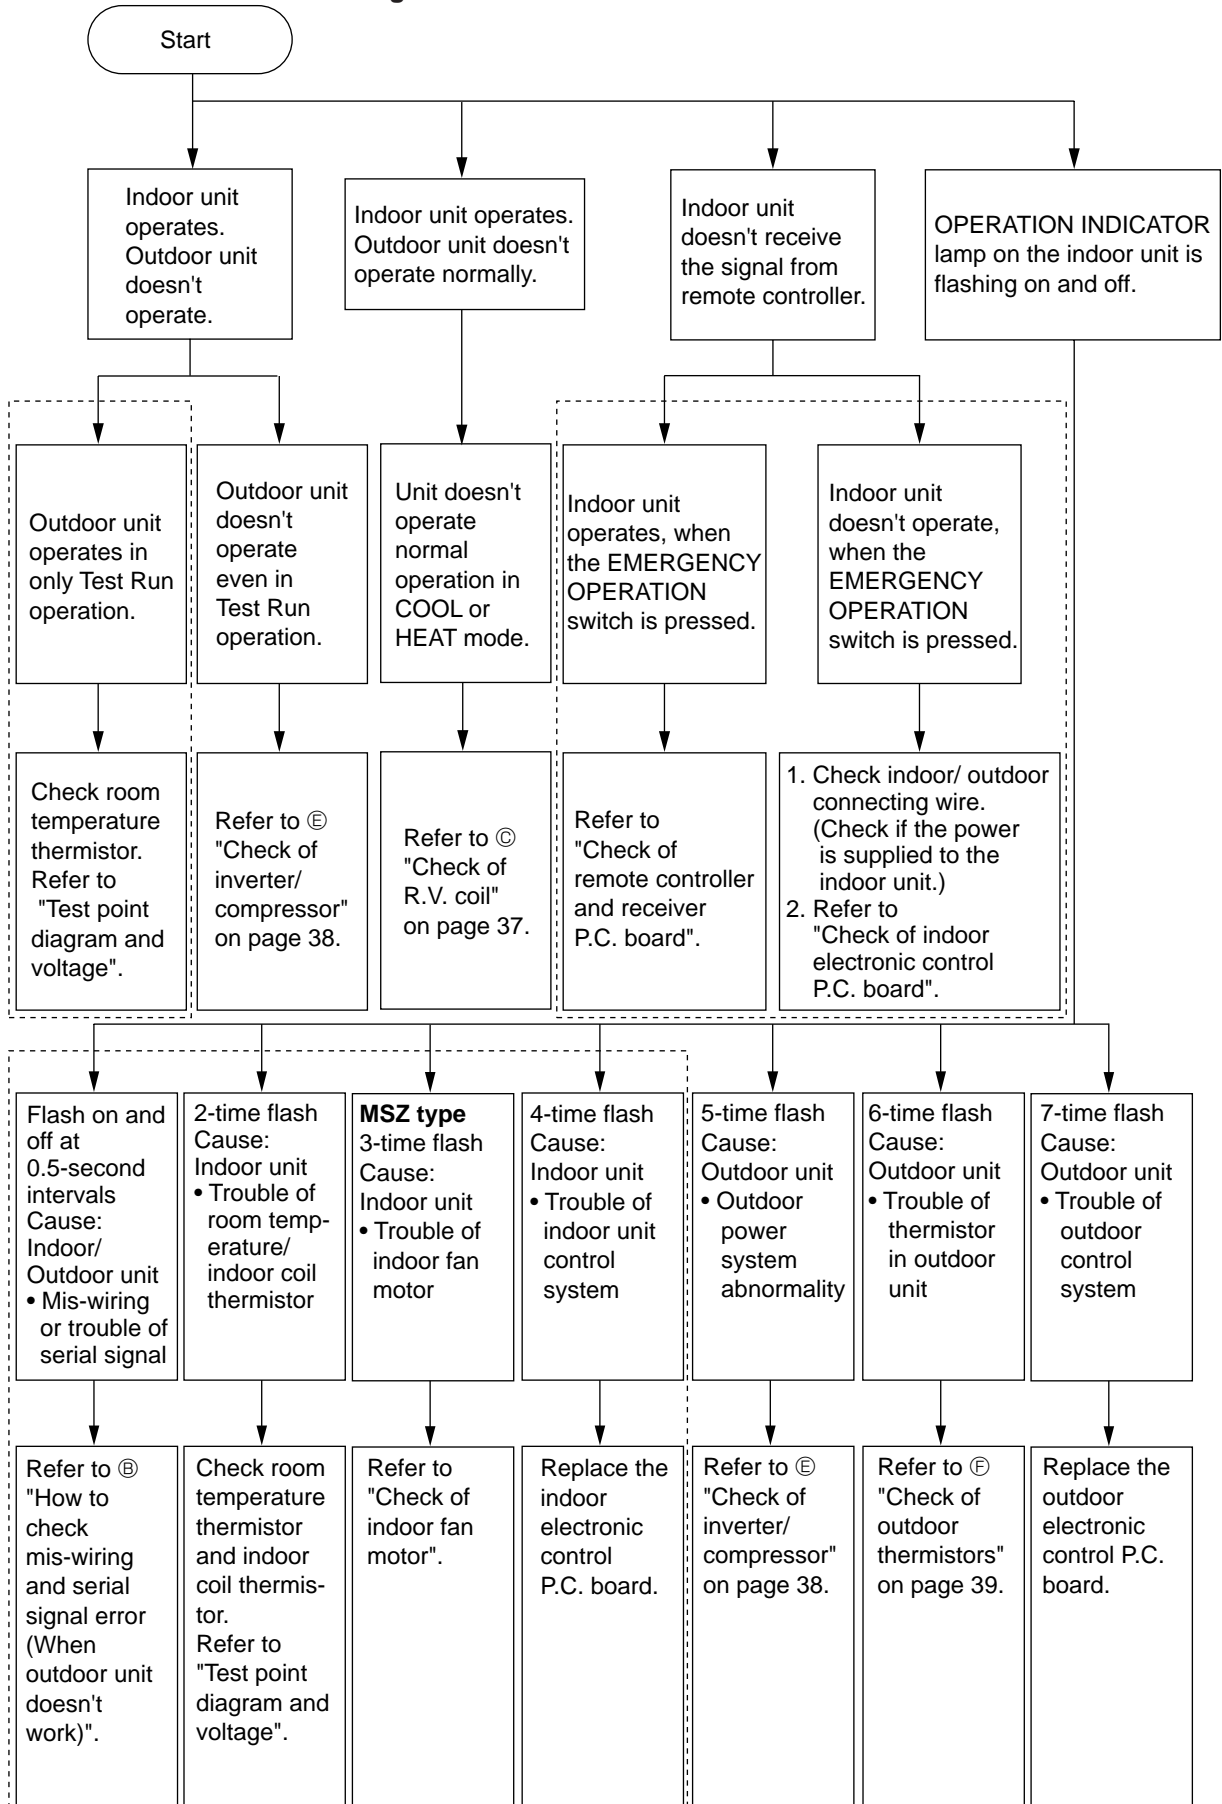 Start
Indoor unit
operates.
Outdoor unit
doesn't
operate.
Indoor unit operates.
Outdoor unit doesn't
operate normally.
Indoor unit
doesn't receive
the signal from
remote controller.
OPERATION INDICATOR
lamp on the indoor unit is
flashing on and off.
Outdoor unit
operates in
only Test Run
operation.
Outdoor unit
doesn't
operate
even in
Test Run
operation.
Unit doesn't
operate
normal
operation in
COOL or
HEAT mode.
Indoor unit
operates, when
the EMERGENCY
OPERATION
switch is pressed.
Indoor unit
doesn't operate,
when the
EMERGENCY
OPERATION
switch is pressed.
Check room
temperature
thermistor.
Refer to
"Test point
diagram and
voltage".
Refer to Ⓔ
"Check of
inverter/
compressor"
on page 38.
Refer to Ⓒ
"Check of
R.V. coil"
on page 37.
Refer to
"Check of
remote controller
and receiver
P.C. board".
1. Check indoor/ outdoor
connecting wire.
(Check if the power
is supplied to the
indoor unit.)
2. Refer to
"Check of indoor
electronic control
P.C. board".
Flash on and
off at
0.5-second
intervals
Cause:
Indoor/
Outdoor unit
• Mis-wiring
or trouble of
serial signal
2-time flash
Cause:
Indoor unit
• Trouble of
room temp-
erature/
indoor coil
thermistor
MSZ type
3-time flash
Cause:
Indoor unit
• Trouble of
indoor fan
motor
4-time flash
Cause:
Indoor unit
• Trouble of
indoor unit
control
system
5-time flash
Cause:
Outdoor unit
• Outdoor
power
system
abnormality
6-time flash
Cause:
Outdoor unit
• Trouble of
thermistor
in outdoor
unit
7-time flash
Cause:
Outdoor unit
• Trouble of
outdoor
control
system
Refer to Ⓑ
"How to
check
mis-wiring
and serial
signal error
(When
outdoor unit
doesn't
work)".
Check room
temperature
thermistor
and indoor
coil thermis-
tor.
Refer to
"Test point
diagram and
voltage".
Refer to
"Check of
indoor fan
motor".
Replace the
indoor
electronic
control
P.C. board.
Refer to Ⓔ
"Check of
inverter/
compressor"
on page 38.
Refer to Ⓕ
"Check of
outdoor
thermistors"
on page 39.
Replace the
outdoor
electronic
control P.C.
board.